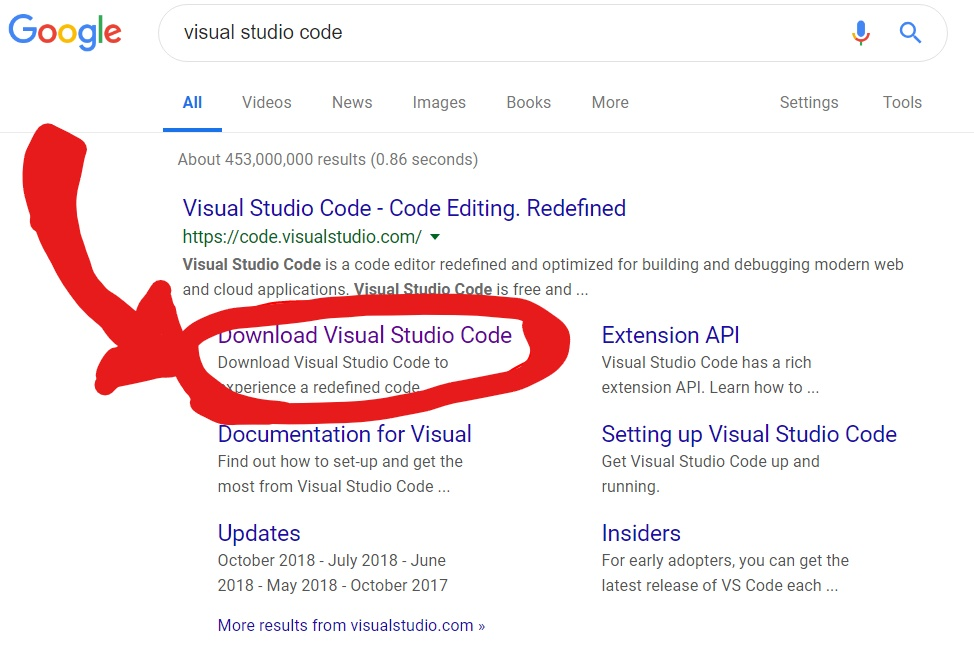 Google
visual studio code
All Videos News Images Books More Settings Tools
About 453,000,000 results (0.86 seconds)
Visual Studio Code - Code Editing. Redefined
https://code.visualstudio.com/
Visual Studio Code is a code editor redefined and optimized for building and debugging modern web
and cloud applications. Visual Studio Code is free and ...
Download Visual Studio Code
Download Visual Studio Code to
experience a redefined code
Extension API
Visual Studio Code has a rich
extension API. Learn how to ...
Documentation for Visual
Find out how to set-up and get the
most from Visual Studio Code ...
Setting up Visual Studio Code
Get Visual Studio Code up and
running.
Updates
October 2018 - July 2018 - June
2018 - May 2018 - October 2017
Insiders
For early adopters, you can get the
latest release of VS Code each ...
More results from visualstudio.com »